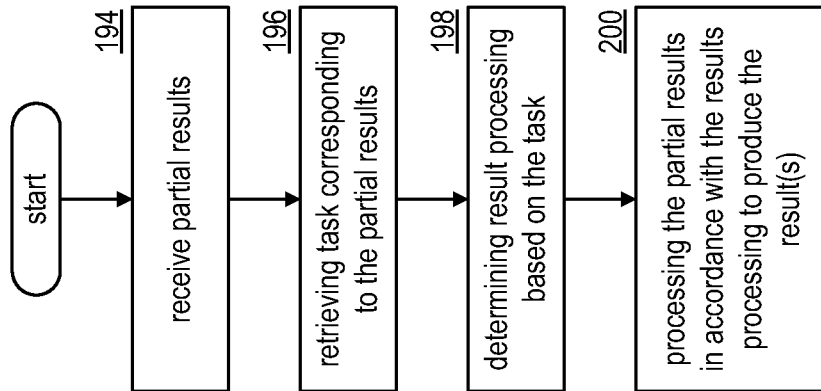 start
194
receive partial results
196
retrieving task corresponding
to the partial results
198
determining result processing
based on the task
200
processing the partial results
in accordance with the results
processing to produce the
result(s)